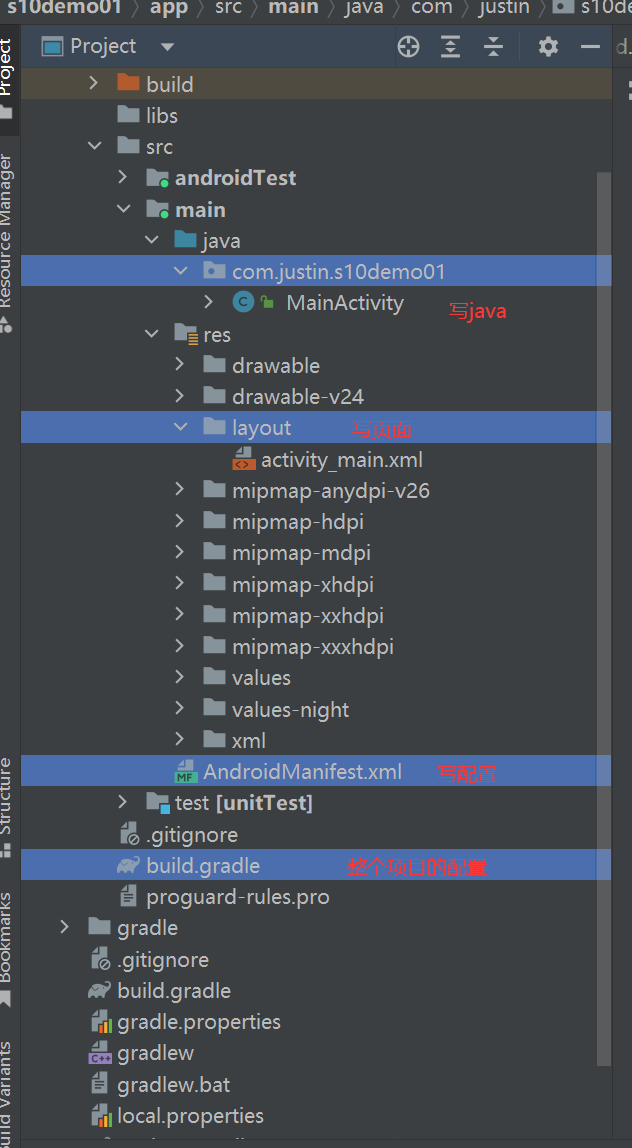 s10demo01 app src main java com justin s10de
Project
d.
build
libs
src
androidTest
main
java
com.justin.s10demo01
MainActivity 写java
res
drawable
drawable-v24
layout 写页面
activity_main.xml
mipmap-anydpi-v26
mipmap-hdpi
mipmap-mdpi
mipmap-xhdpi
mipmap-xxhdpi
mipmap-xxxhdpi
values
values-night
xml
MF AndroidManifest.xml 写配置
test [unitTest]
.gitignore
build.gradle 整个项目的配置
proguard-rules.pro
gradle
.gitignore
build.gradle
gradle.properties
C++ gradlew
gradlew.bat
local.properties
Project
Resource Manager
Structure
Bookmarks
uild Variants